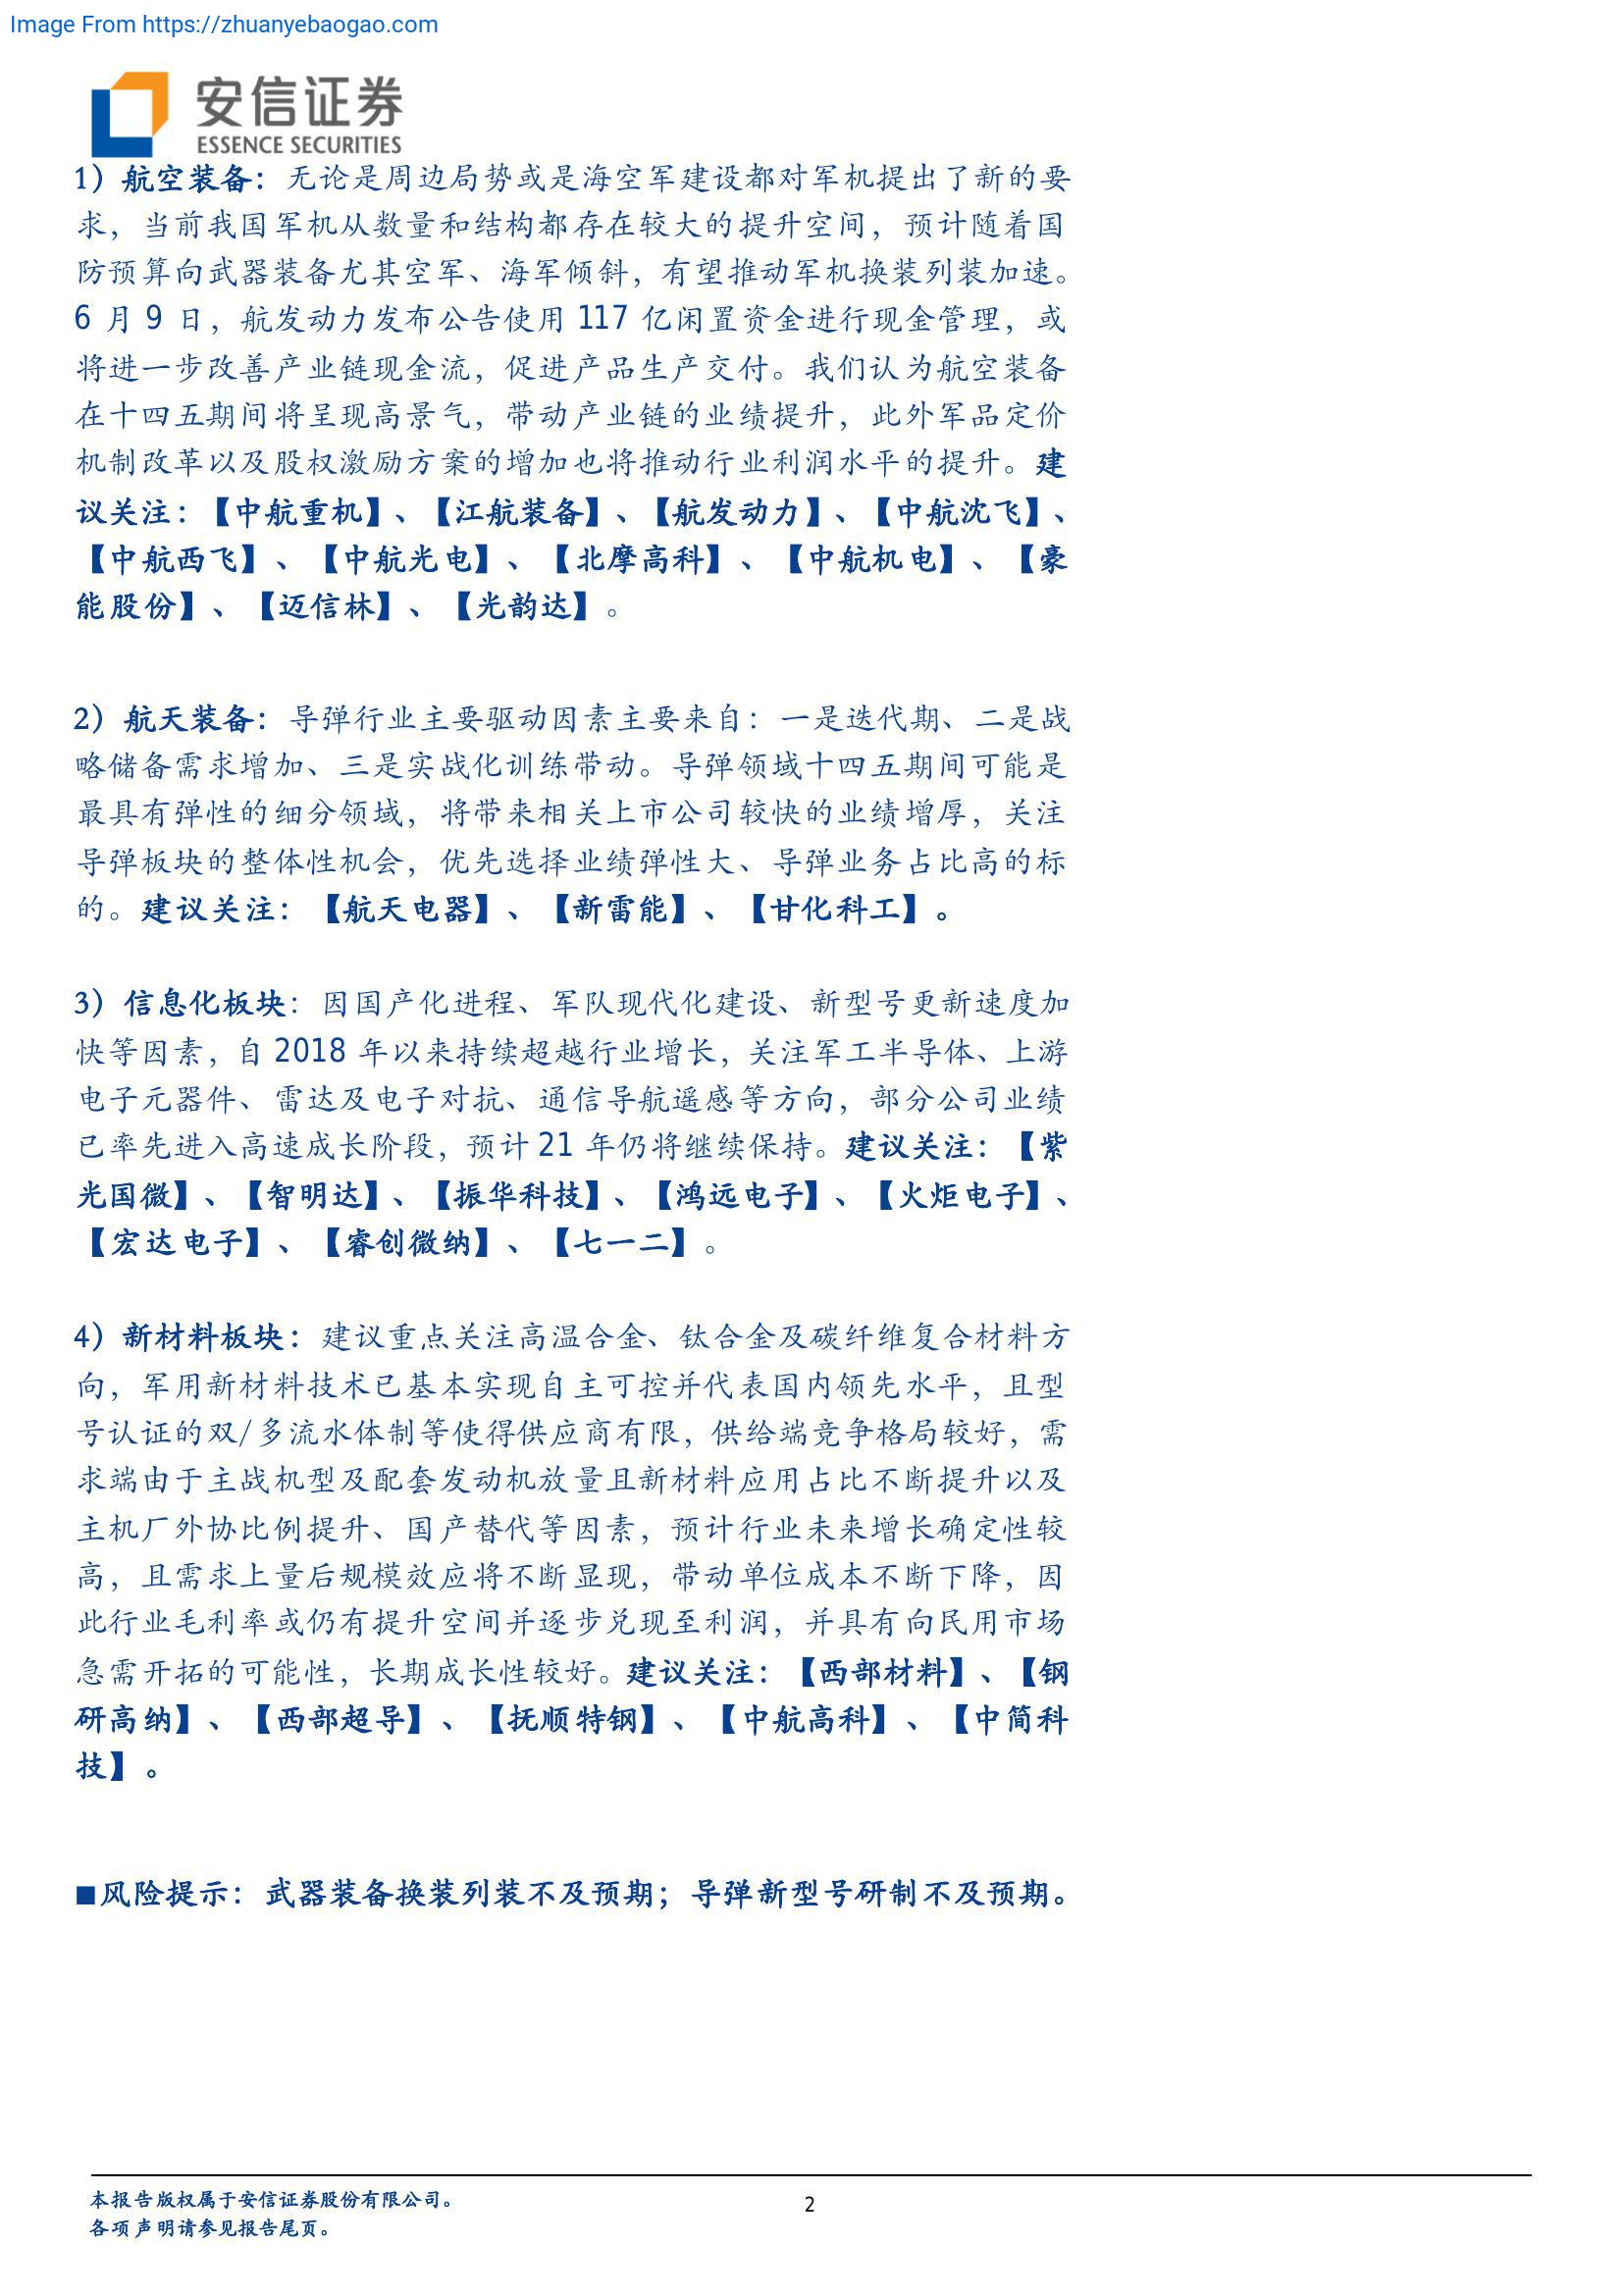 Image From https://zhuanyebaogao.com
安信证券
ESSENCE SECURITIES
1）航空装备：无论是周边局势或是海空军建设都对军机提出了新的要
求，当前我国军机从数量和结构都存在较大的提升空间，预计随着国
防预算向武器装备尤其空军、海军倾斜，有望推动军机换装列装加速。
6 月 9 日，航发动力发布公告使用 117 亿闲置资金进行现金管理，或
将进一步改善产业链现金流，促进产品生产交付。我们认为航空装备
在十四五期间将呈现高景气，带动产业链的业绩提升，此外军品定价
机制改革以及股权激励方案的增加也将推动行业利润水平的提升。建
议关注：【中航重机】、【江航装备】、【航发动力】、【中航沈飞】、
【中航西飞】、【中航光电】、【北摩高科】、【中航机电】、【豪
能股份】、【迈信林】、【光韵达】。
2）航天装备：导弹行业主要驱动因素主要来自：一是迭代期、二是战
略储备需求增加、三是实战化训练带动。导弹领域十四五期间可能是
最具有弹性的细分领域，将带来相关上市公司较快的业绩增厚，关注
导弹板块的整体性机会，优先选择业绩弹性大、导弹业务占比高的标
的。建议关注：【航天电器】、【新雷能】、【甘化科工】。
3）信息化板块：因国产化进程、军队现代化建设、新型号更新速度加
快等因素，自 2018 年以来持续超越行业增长，关注军工半导体、上游
电子元器件、雷达及电子对抗、通信导航遥感等方向，部分公司业绩
已率先进入高速成长阶段，预计 21 年仍将继续保持。建议关注：【紫
光国微】、【智明达】、【振华科技】、【鸿远电子】、【火炬电子】、
【宏达电子】、【睿创微纳】、【七一二】。
4）新材料板块：建议重点关注高温合金、钛合金及碳纤维复合材料方
向，军用新材料技术已基本实现自主可控并代表国内领先水平，且型
号认证的双/多流水体制等使得供应商有限，供给端竞争格局较好，需
求端由于主战机型及配套发动机放量且新材料应用占比不断提升以及
主机厂外协比例提升、国产替代等因素，预计行业未来增长确定性较
高，且需求上量后规模效应将不断显现，带动单位成本不断下降，因
此行业毛利率或仍有提升空间并逐步兑现至利润，并具有向民用市场
急需开拓的可能性，长期成长性较好。建议关注：【西部材料】、【钢
研高纳】、【西部超导】、【抚顺特钢】、【中航高科】、【中简科
技】。
■风险提示：武器装备换装列装不及预期；导弹新型号研制不及预期。
本报告版权属于安信证券股份有限公司。
各项声明请参见报告尾页。
2